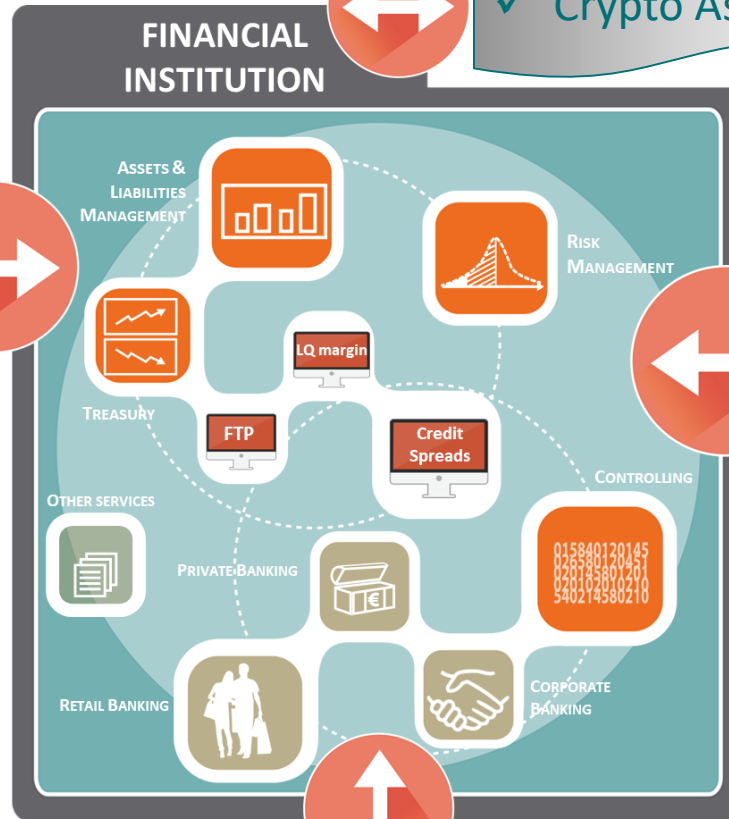 ✓ Crypto As
FINANCIAL
INSTITUTION
ASSETS &
LIABILITIES
MANAGEMENT
RISK
MANAGEMENT
LQ margin
TREASURY
FTP
Credit
Spreads
CONTROLLING
OTHER SERVICES
015840120145
026580120451
020145801201
020102010210
540214580210
PRIVATE BANKING
€
RETAIL BANKING
CORPORATE
BANKING